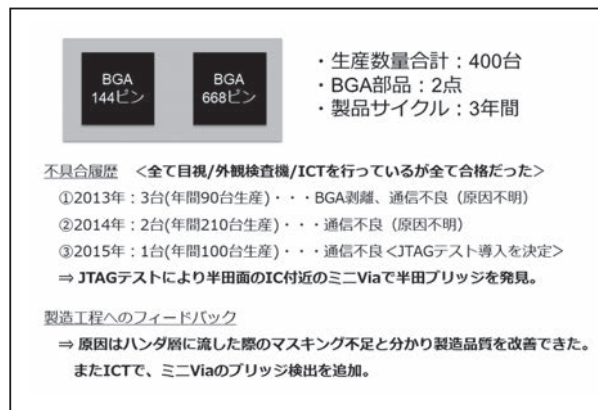 BGA
144ピン
BGA
668ピン
・生産数量合計：400台
・BGA部品：2点
・製品サイクル：3年間
不具合履歴　＜全て目視/外観検査機/ICTを行っているが全て合格だった＞
①2013年：3台(年間90台生産)・・・BGA剥離、通信不良（原因不明）
②2014年：2台(年間210台生産)・・・通信不良（原因不明）
③2015年：1台(年間100台生産)・・・通信不良＜JTAGテスト導入を決定＞
⇒ JTAGテストにより半田面のIC付近のミニViaで半田ブリッジを発見。
製造工程へのフィードバック
⇒ 原因はハンダ層に流した際のマスキング不足と分かり製造品質を改善できた。
またICTで、ミニViaのブリッジ検出を追加。